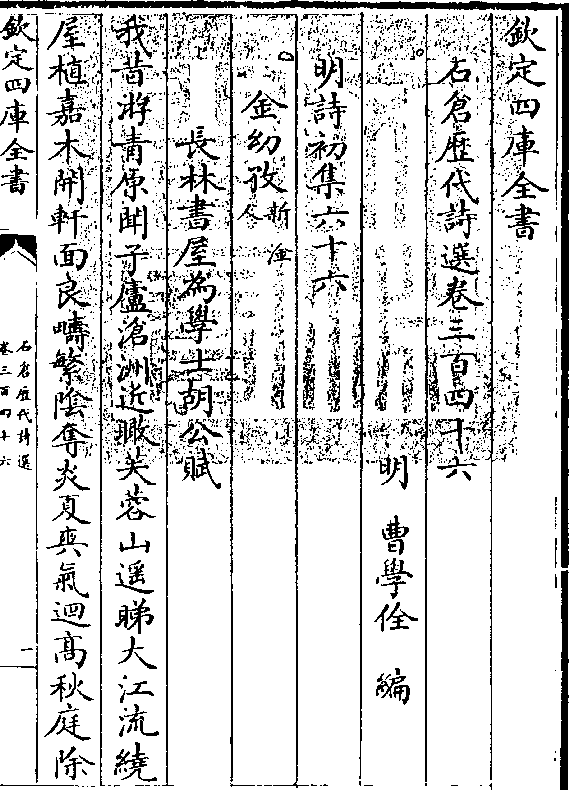 欽定四庫全書
石倉歷代詩選卷三百四十六
明 曹學佺 編
明詩初集六十六
金幼孜 新淦人
長林書屋為學士胡公賦
我昔游青原聞子廬滄洲近瞰芙蓉山遥睇大江流繞
屋植嘉木開軒面良疇繁陰奪炎夏爽氣迴髙秋庭除
欽定四庫全書
石倉歷代詩選
卷三百四十六
一